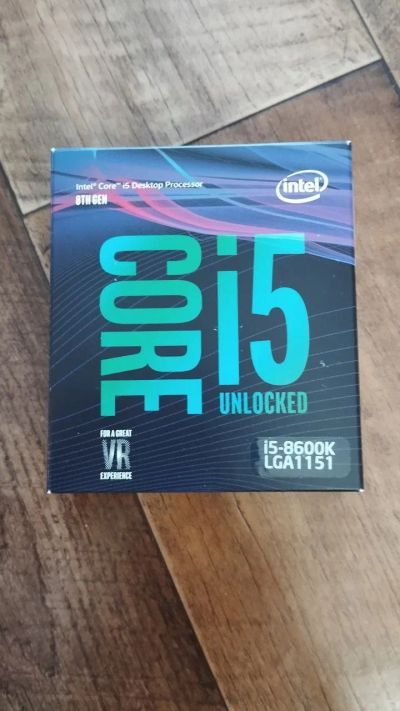 Intel® Core™ i5 Desktop Processor
8TH GEN
intel
CORE i5
UNLOCKED
FOR A GREAT
VR
EXPERIENCE
i5-8600K
LGA1151